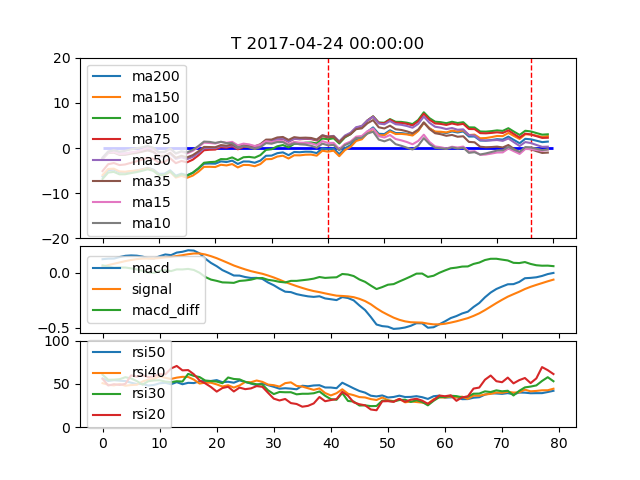 T 2017-04-24 00:00:00
20
10
0
−10
−20
ma200
ma150
ma100
ma75
ma50
ma35
ma15
ma10
0.0
−0.5
macd
signal
macd_diff
100
50
0
rsi50
rsi40
rsi30
rsi20
0 10 20 30 40 50 60 70 80